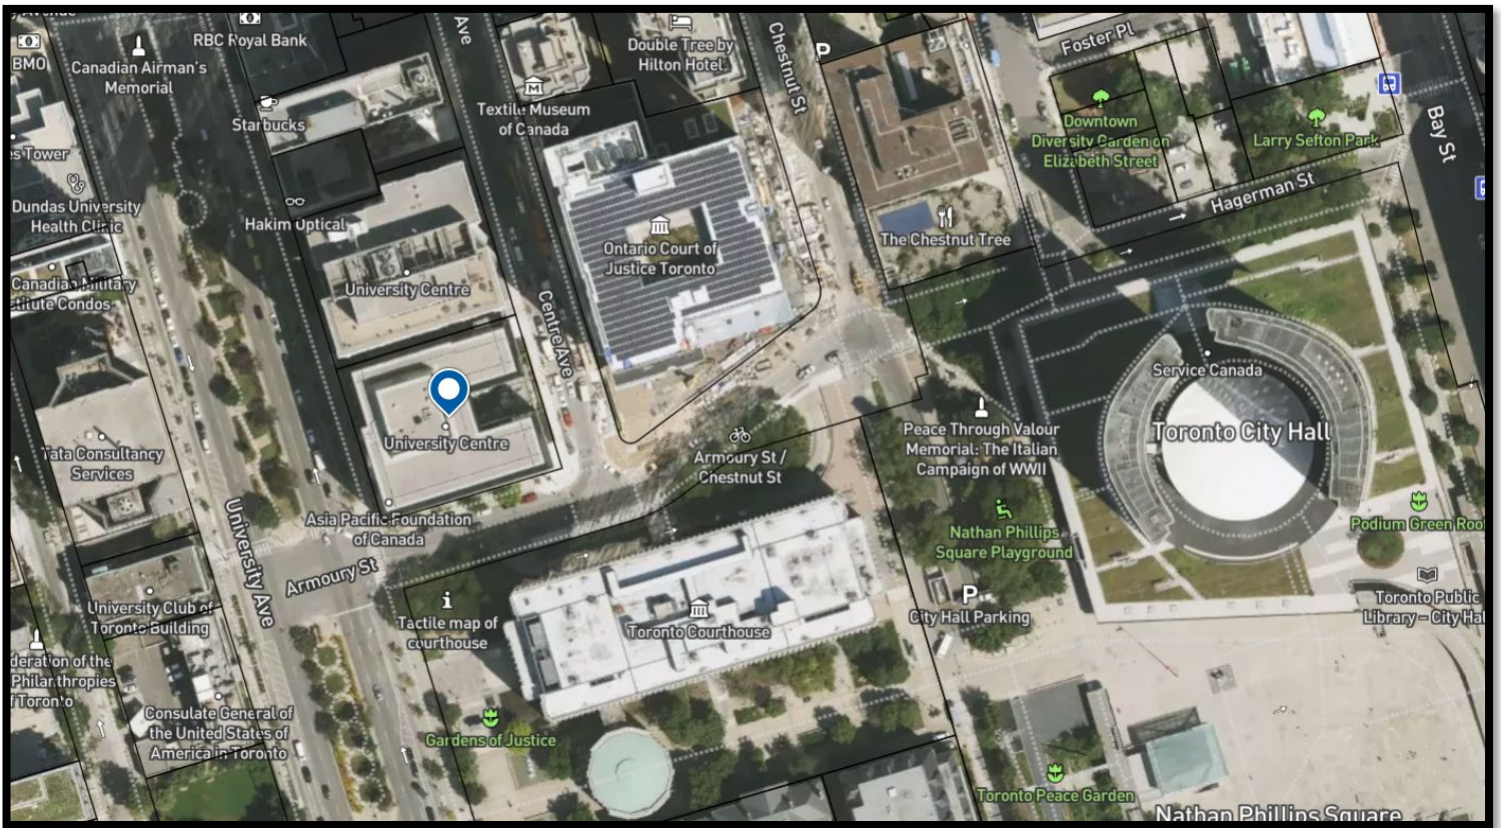 RBC Royal Bank
BMO
Canadian Airman's
Memorial
Ave
Double Tree by
Hilton Hotel
Chestnut St
P
Foster Pl
Starbucks
Textile Museum
of Canada
Downtown
Diversity Garden on
Elizabeth Street
Larry Sefton Park
Bay St
Tower
Dundas University
Health Clinic
Hakim Optical
Ontario Court of
Justice Toronto
The Chestnut Tree
Hagerman St
Canadian Military
stitute Condos
University Centre
Centre Ave
Service Canada
University Centre
Tata Consultancy
Services
Armoury St /
Chestnut St
Peace Through Valour
Memorial: The Italian
Campaign of WWII
Toronto City Hall
Asia Pacific Foundation
of Canada
Nathan Phillips
Square Playground
Podium Green Roo
University Ave
Armoury St
University Club of
Toronto Building
i
Tactile map of
courthouse
Toronto Courthouse
P
City Hall Parking
Toronto Public
Library – City Hal
deration of the
Philanthropies
f Toronto
Consulate General of
the United States of
America in Toronto
Gardens of Justice
Toronto Peace Garden
Nathan Phillips Square